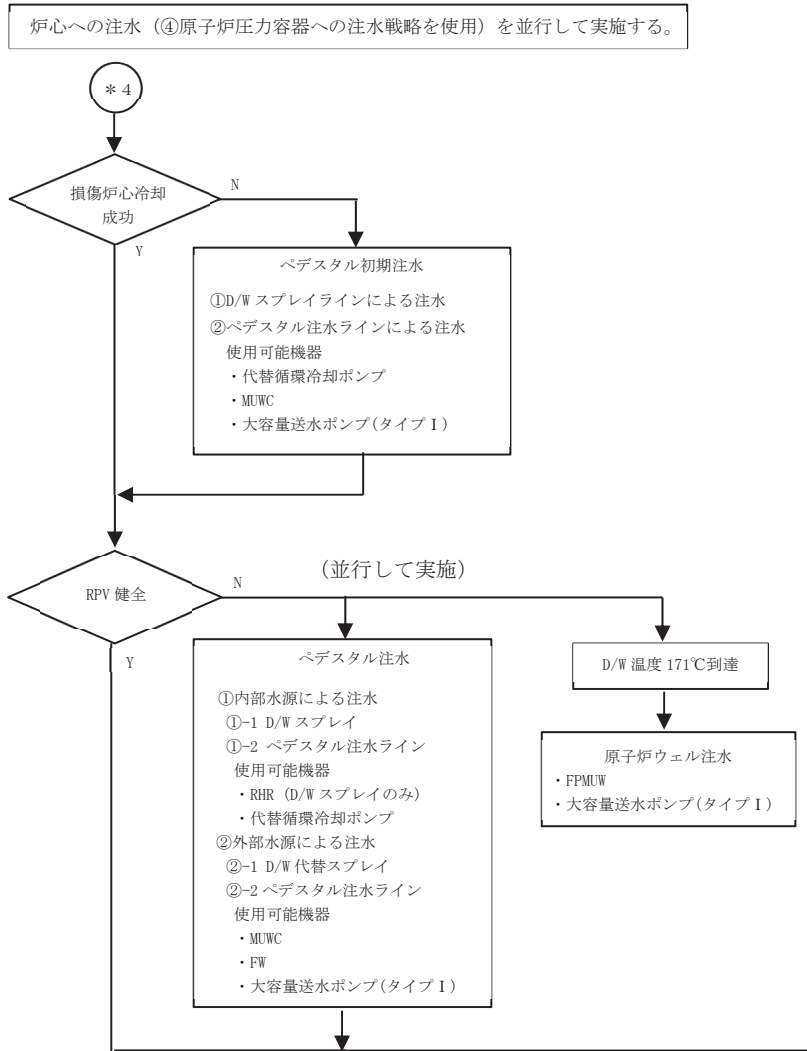 炉心への注水（④原子炉圧力容器への注水戦略を使用）を並行して実施する。
＊4
損傷炉心冷却
成功
N
Y
ペデスタル初期注水
①D/W スプレイラインによる注水
②ペデスタル注水ラインによる注水
使用可能機器
・代替循環冷却ポンプ
・MUWC
・大容量送水ポンプ(タイプⅠ)
RPV 健全
N
Y
(並行して実施)
ペデスタル注水
①内部水源による注水
①-1 D/W スプレイ
①-2 ペデスタル注水ライン
使用可能機器
・RHR (D/W スプレイのみ)
・代替循環冷却ポンプ
②外部水源による注水
②-1 D/W 代替スプレイ
②-2 ペデスタル注水ライン
使用可能機器
・MUWC
・FW
・大容量送水ポンプ(タイプⅠ)
D/W 温度 171℃到達
原子炉ウェル注水
・FPMUW
・大容量送水ポンプ(タイプⅠ)